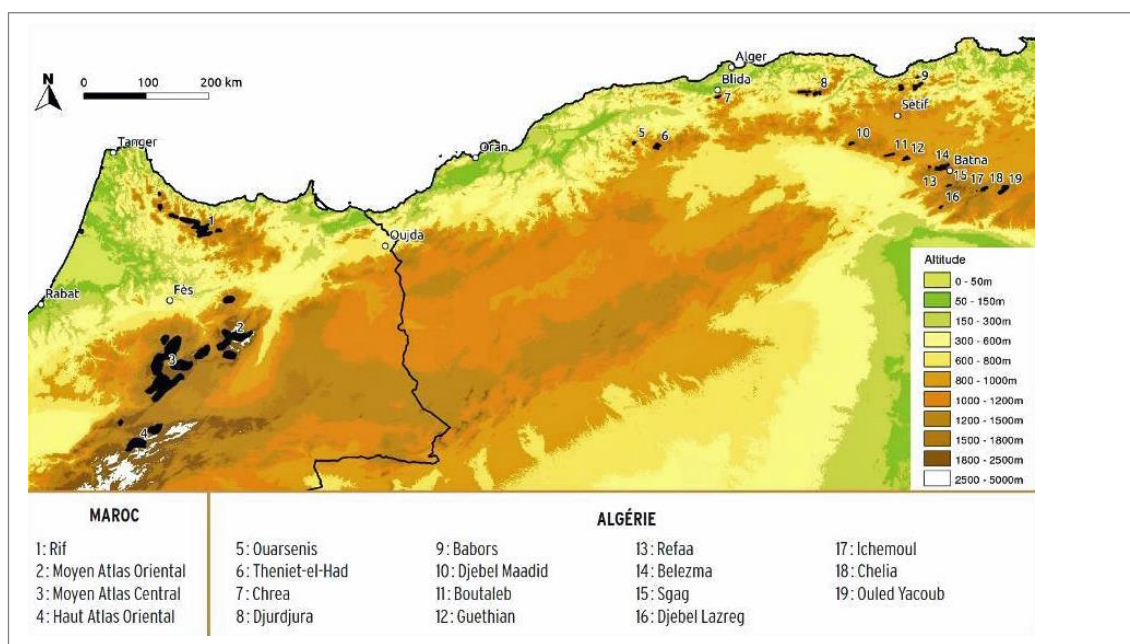 N
0 100 200 km
Alger
Blida
7
8
9
Sétif
Tanger
Oran
5
6
10
11
12
14
Batna
13
15
17
18
19
16
1
Oujda
Rabat
Fès
2
3
4
Altitude
0 - 50m
50 - 150m
150 - 300m
300 - 600m
600 - 800m
800 - 1000m
1000 - 1200m
1200 - 1500m
1500 - 1800m
1800 - 2500m
2500 - 5000m
MAROC
1 : Rif
2 : Moyen Atlas Oriental
3 : Moyen Atlas Central
4 : Haut Atlas Oriental
ALGÉRIE
5 : Ouarsenis
6 : Theniet-el-Had
7 : Chrea
8 : Djurdjura
9 : Babors
10 : Djebel Maadid
11 : Boutaleb
12 : Guethian
13 : Refaa
14 : Belezma
15 : Sgag
16 : Djebel Lazreg
17 : Ichemoul
18 : Chelia
19 : Ouled Yacoub